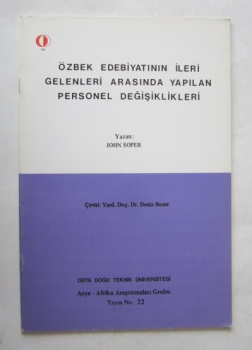 ÖZBEK EDEBİYATININ İLERİ
GELENLERİ ARASINDA YAPILAN
PERSONEL DEĞİŞİKLİKLERİ
Yazan:
JOHN SOPER
Çeviri: Yard. Doç. Dr. Deniz Bozer
ORTA DOĞU TEKNİK ÜNİVERSİTESİ
Asya - Afrika Araştırmaları Grubu
Yayın No: 22